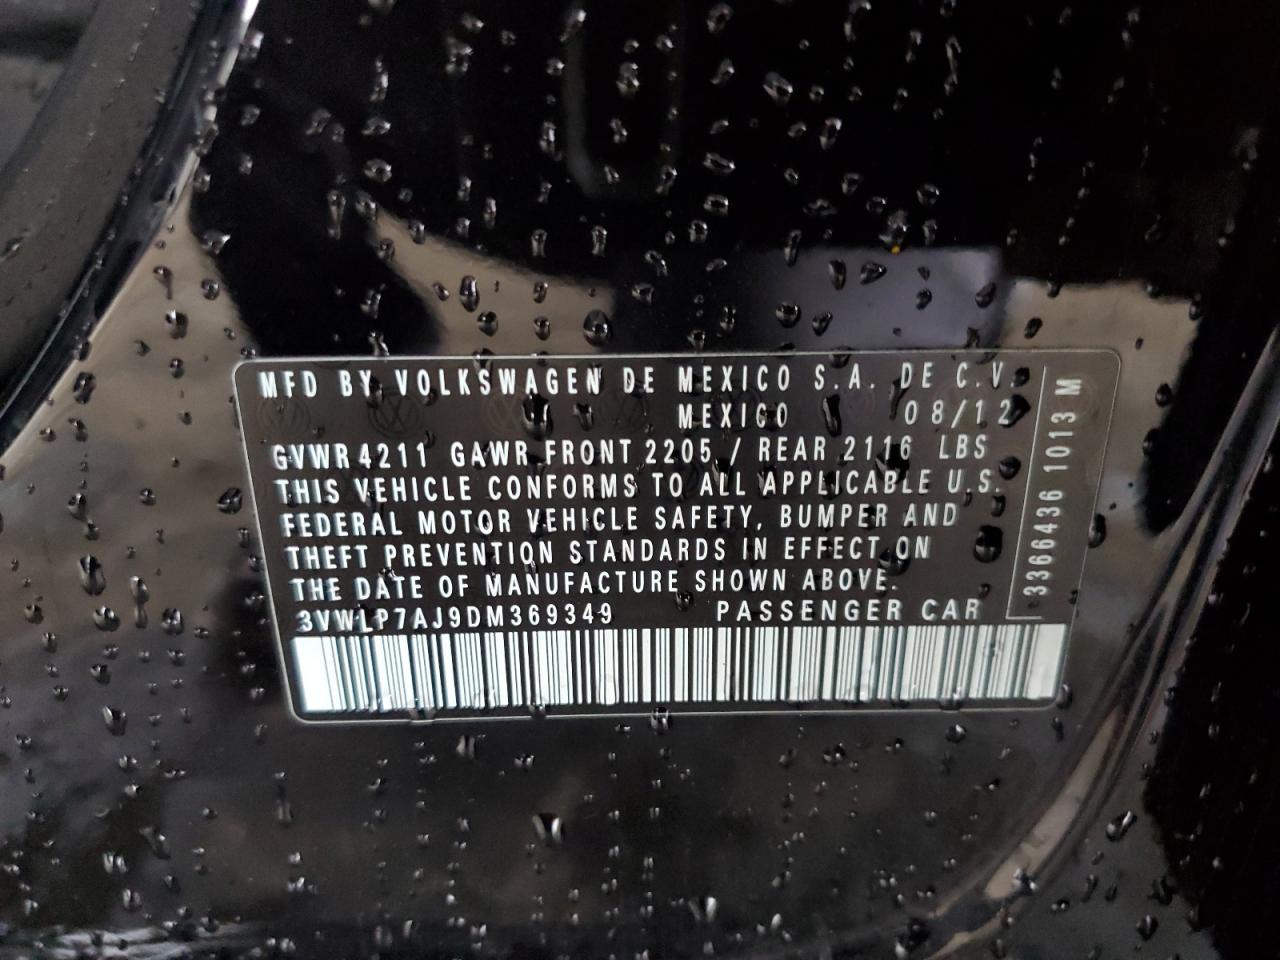 MFD BY VOLKSWAGEN DE MEXICO S.A. DE C.V.
MEXICO 08/12
GVWR 4211 GAWR FRONT 2205 / REAR 2116 LBS
THIS VEHICLE CONFORMS TO ALL APPLICABLE U.S.
FEDERAL MOTOR VEHICLE SAFETY, BUMPER AND
THEFT PREVENTION STANDARDS IN EFFECT ON
THE DATE OF MANUFACTURE SHOWN ABOVE.
3VWLP7AJ9DM369349 PASSENGER CAR
3366436 1013 M